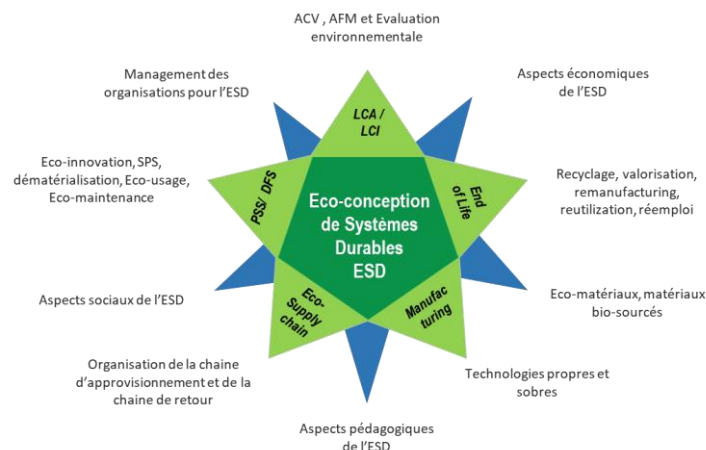 ACV , AFM et Evaluation
environnementale
Management des
organisations pour l'ESD
Aspects économiques
de l'ESD
LCA /
LCI
Eco-innovation, SPS,
dématérialisation, Eco-usage,
Eco-maintenance
PSS/ DFS
Eco-conception
de Systèmes
Durables
ESD
End
of Life
Recyclage, valorisation,
remanufacturing,
reutilization, réemploi
Aspects sociaux de l'ESD
Eco-
Supply
chain
Manufac
turing
Eco-matériaux, matériaux
bio-sourcés
Organisation de la chaine
d'approvisionnement et de la
chaine de retour
Technologies propres et
sobres
Aspects pédagogiques
de l'ESD